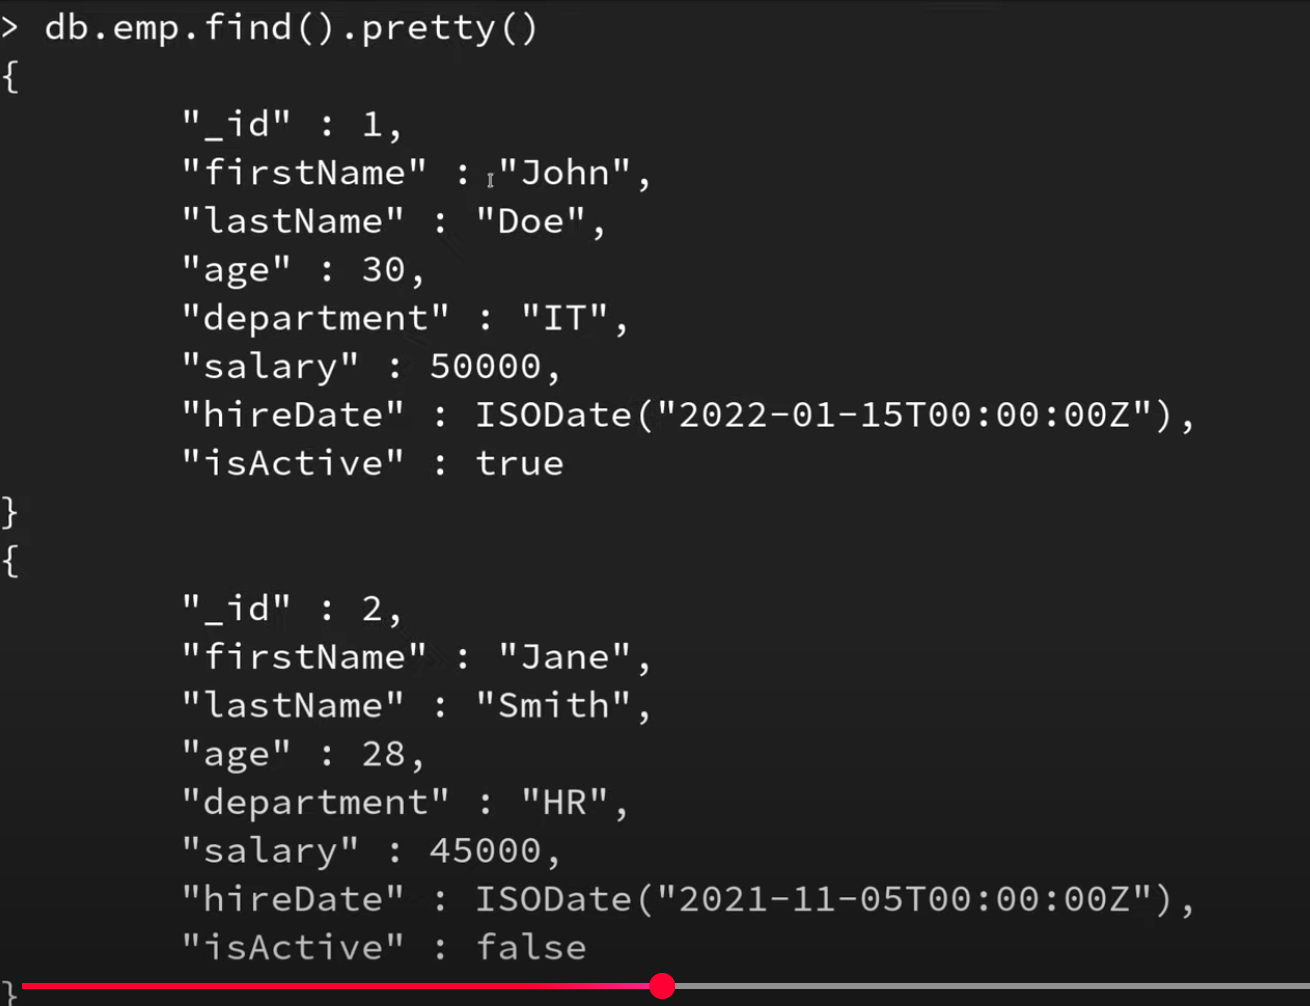 > db.emp.find().pretty()
{
"_id" : 1,
"firstName" : "John",
"lastName" : "Doe",
"age" : 30,
"department" : "IT",
"salary" : 50000,
"hireDate" : ISODate("2022-01-15T00:00:00Z"),
"isActive" : true
}
{
"_id" : 2,
"firstName" : "Jane",
"lastName" : "Smith",
"age" : 28,
"department" : "HR",
"salary" : 45000,
"hireDate" : ISODate("2021-11-05T00:00:00Z"),
"isActive" : false
}